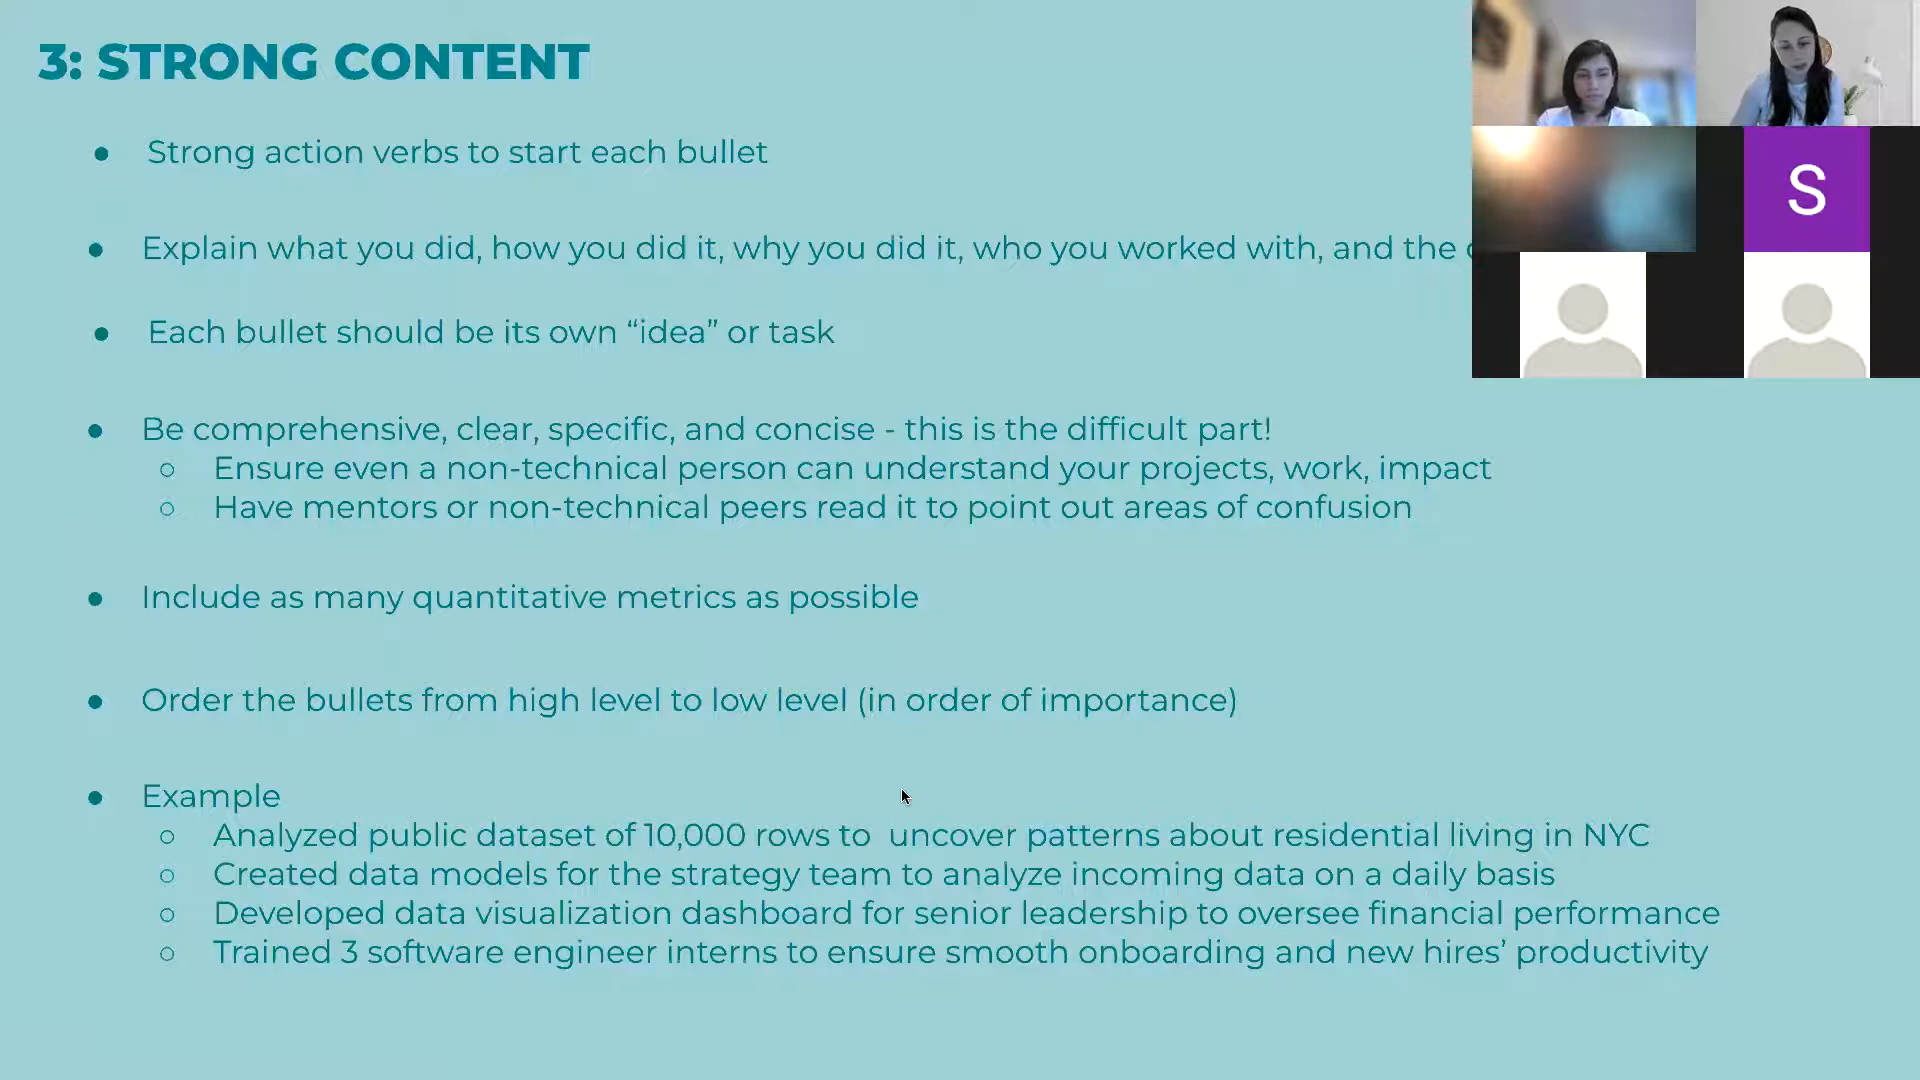 3: STRONG CONTENT
● Strong action verbs to start each bullet
● Explain what you did, how you did it, why you did it, who you worked with, and the
● Each bullet should be its own “idea” or task
● Be comprehensive, clear, specific, and concise - this is the difficult part!
○ Ensure even a non-technical person can understand your projects, work, impact
○ Have mentors or non-technical peers read it to point out areas of confusion
● Include as many quantitative metrics as possible
● Order the bullets from high level to low level (in order of importance)
● Example
○ Analyzed public dataset of 10,000 rows to  uncover patterns about residential living in NYC
○ Created data models for the strategy team to analyze incoming data on a daily basis
○ Developed data visualization dashboard for senior leadership to oversee financial performance
○ Trained 3 software engineer interns to ensure smooth onboarding and new hires’ productivity
S